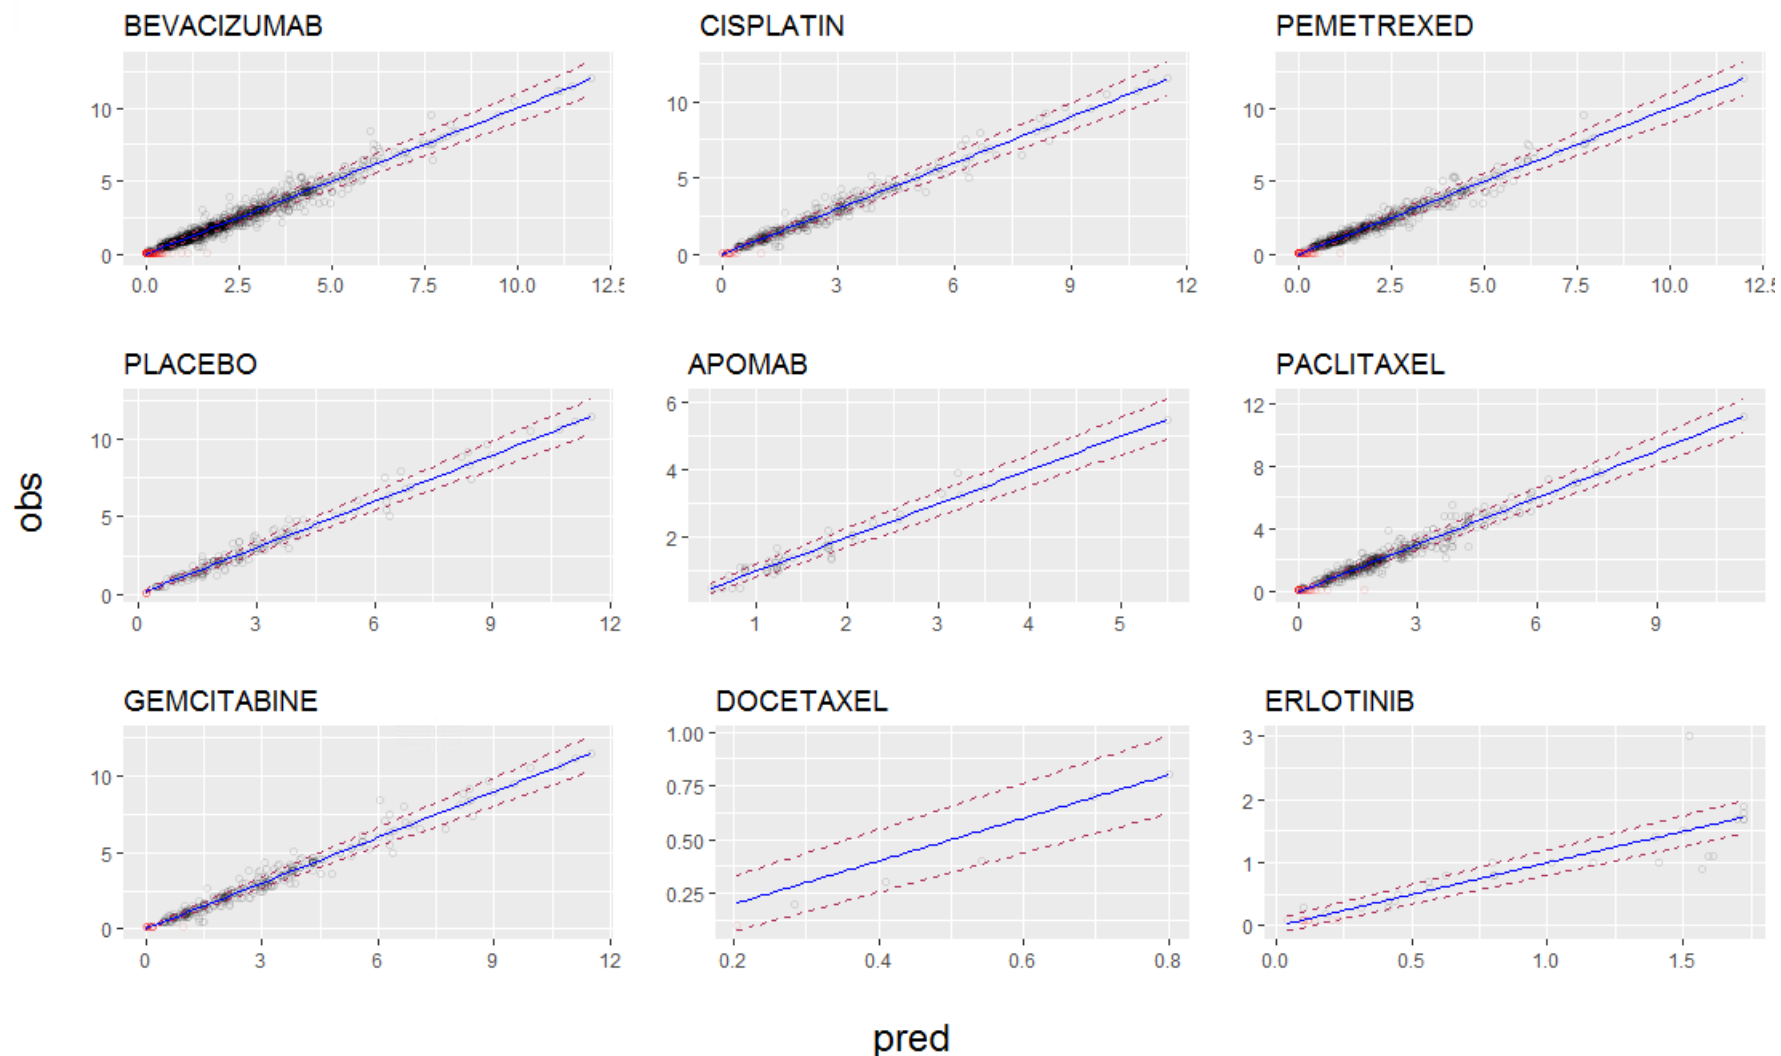 BEVACIZUMAB CISPLATIN PEMETREXED
10 10 10
5 5 5
0 0 0
0.0 2.5 5.0 7.5 10.0 12.5 0 3 6 9 12 0.0 2.5 5.0 7.5 10.0 12.5
PLACEBO APOMAB PACLITAXEL
10 6 12
5 4 8
0 2 4
0
0 3 6 9 12 1 2 3 4 5 0 3 6 9
obs
GEMCITABINE DOCETAXEL ERLOTINIB
10 1.00 3
5 0.75 2
0 0.50 1
0.25 0
0 3 6 9 12 0.2 0.4 0.6 0.8 0.0 0.5 1.0 1.5
pred